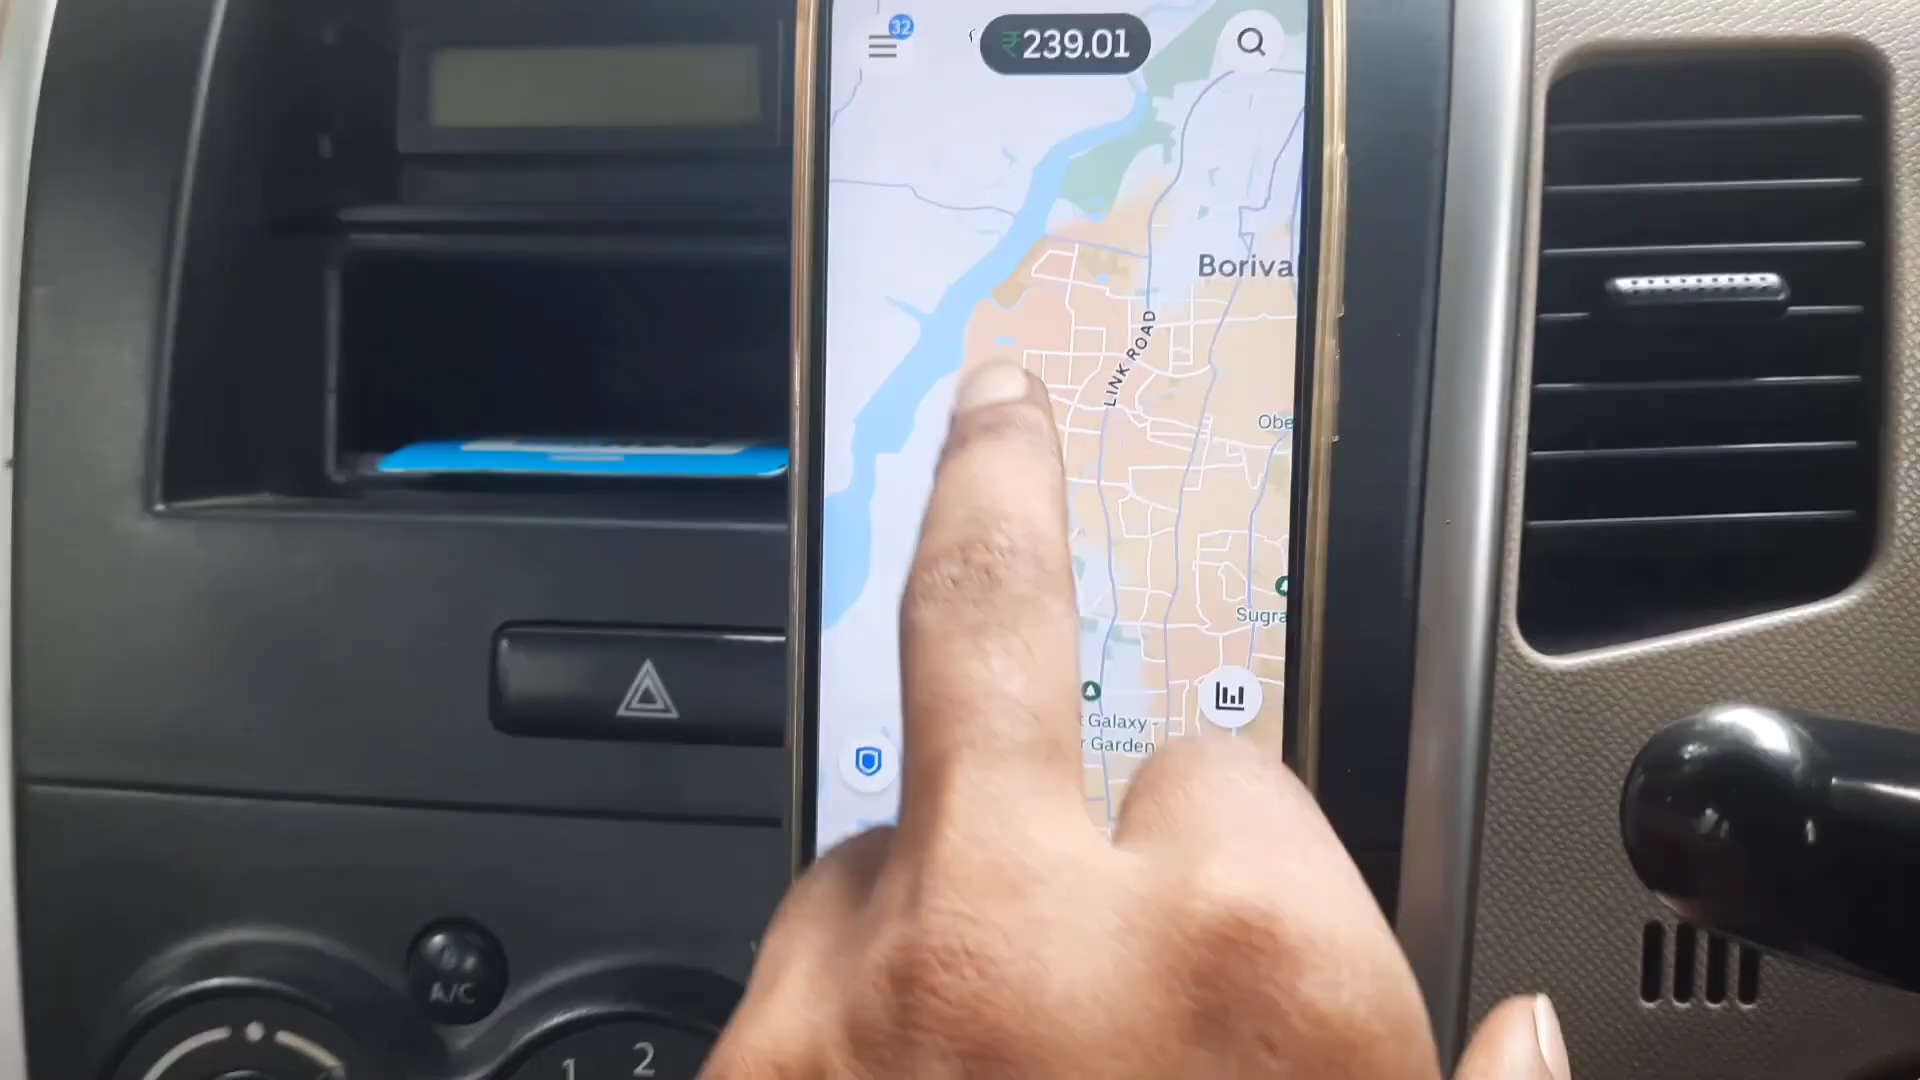 32
₹239.01
Boriva
LINK ROAD
Obe
Sugra
t Galaxy -
r Garden
A/C
1
2